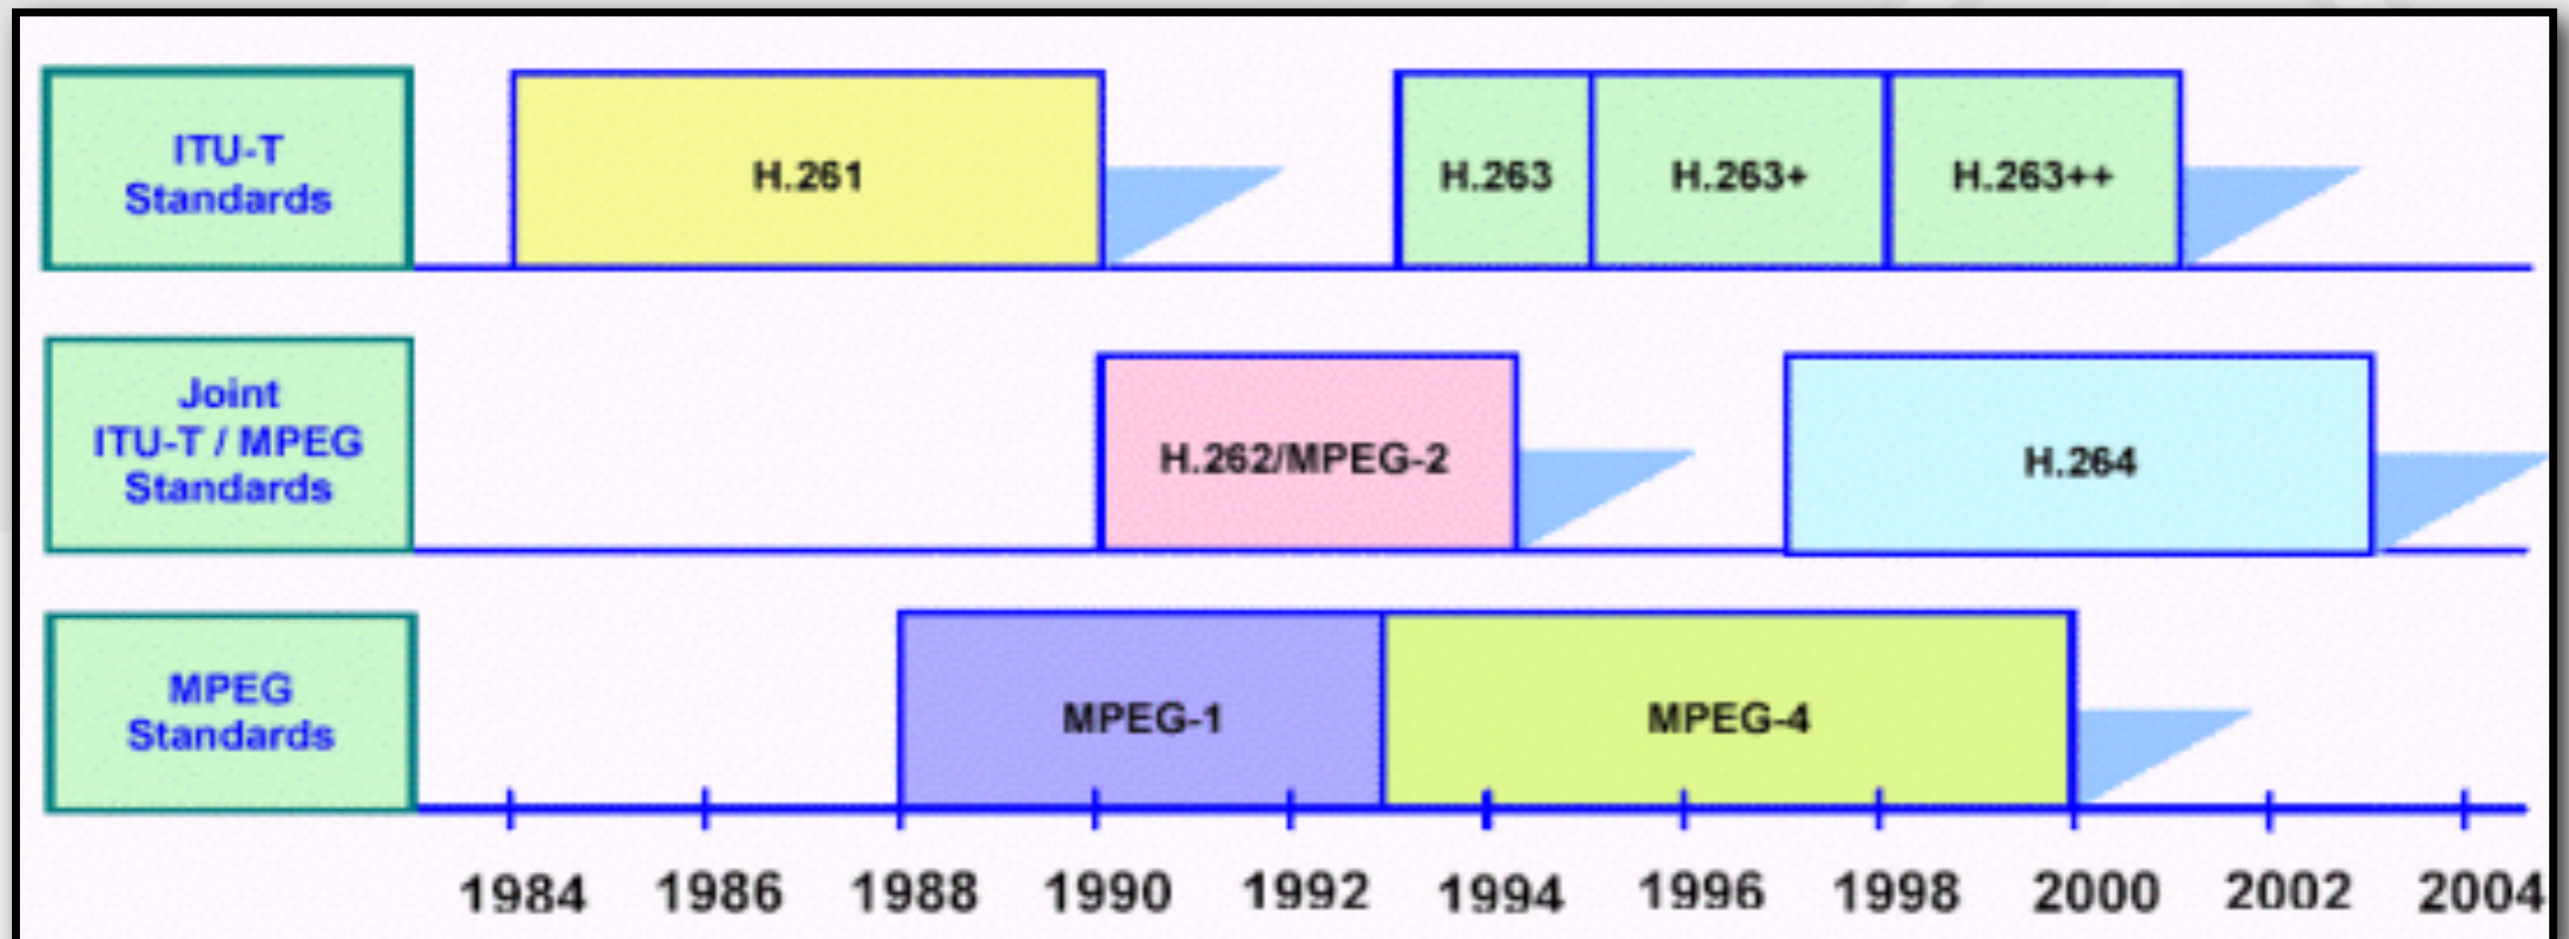 ITU-T
Standards
H.261
H.263
H.263+
H.263++
Joint
ITU-T / MPEG
Standards
H.262/MPEG-2
H.264
MPEG
Standards
MPEG-1
MPEG-4
1984
1986
1988
1990
1992
1994
1996
1998
2000
2002
2004